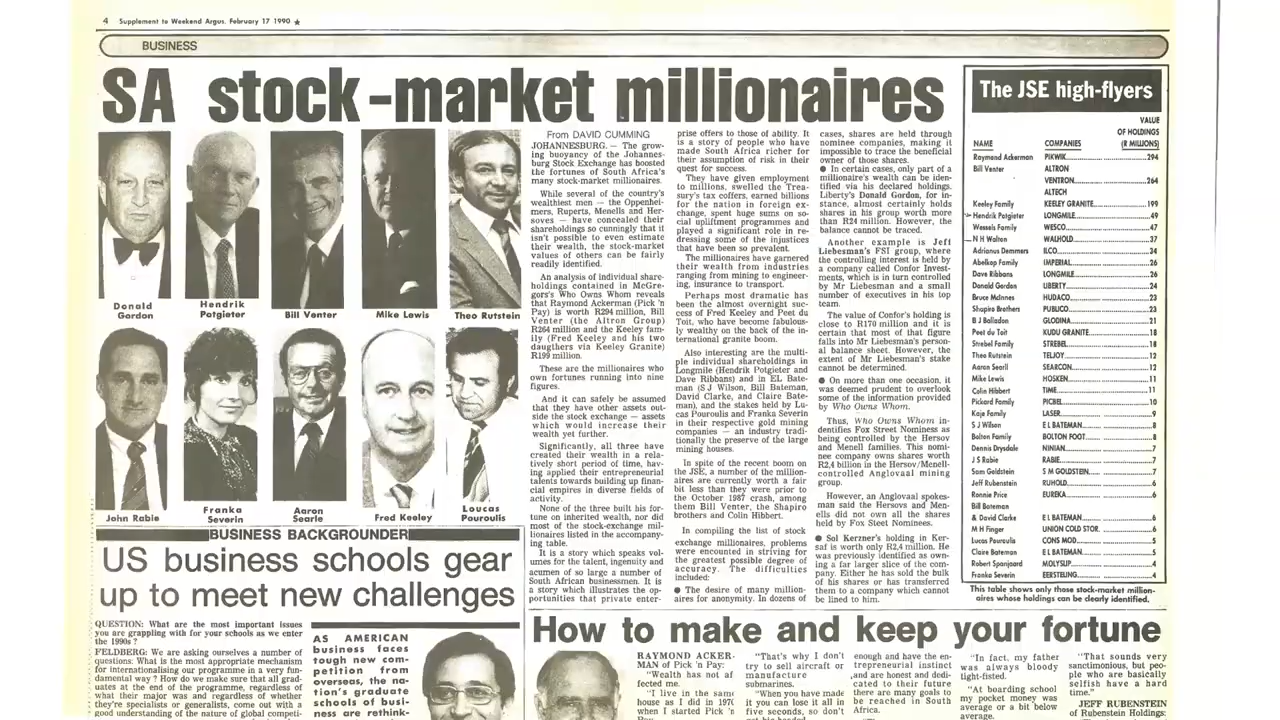 4 Supplement to Weekend Argus, February 17 1990 ★
BUSINESS
SA stock-market millionaires
Donald
Gordon
Hendrik
Potgieter
Bill Venter
Mike Lewis
Theo Rutstein
John Rabie
Franka
Severin
Aaron
Searle
Fred Keeley
Loucas
Pouroulis
From DAVID CUMMING
JOHANNESBURG. — The grow-
ing buoyancy of the Johannes-
burg Stock Exchange has boosted
the fortunes of South Africa's
many stock-market millionaires.
While several of the country's
wealthiest men — the Oppenhei-
mers, Ruperts, Menells and Her-
sovs — have concealed their
shareholdings so cunningly that it
isn't possible to even estimate
their wealth, the stock-market
values of others can be fairly
readily identified.
An analysis of individual share-
holdings contained in McGre-
gors's Who Owns Whom reveals
that Raymond Ackerman (Pick 'n
Pay) is worth R294 million, Bill
Venter (the Altron Group)
R264 million and the Keeley fam-
ily (Fred Keeley and his two
daugthers via Keeley Granite)
R199 million.
These are the millionaires who
own fortunes running into nine
figures.
And it can safely be assumed
that they have other assets out-
side the stock exchange — assets
which would increase their
wealth yet further.
Significantly, all three have
created their wealth in a rela-
tively short period of time, hav-
ing applied their entrepreneurial
talents towards building up finan-
cial empires in diverse fields of
activity.
None of the three built his for-
tune on inherited wealth, nor did
most of the stock-exchange mil-
lionaires listed in the accompany-
ing table.
It is a story which speaks vol-
umes for the talent, ingenuity and
acumen of so large a number of
South African businessmen. It is
a story which illustrates the op-
portunities that private enter-
prise offers to those of ability. It
is a story of people who have
made South Africa richer for
their assumption of risk in their
quest for success.
They have given employment
to millions, swelled the Trea-
sury's tax coffers, earned billions
for the nation in foreign ex-
change, spent huge sums on so-
cial upliftment programmes and
played a significant role in re-
dressing some of the injustices
that have been so prevalent.
The millionaires have garnered
their wealth from industries
ranging from mining to engineer-
ing, insurance to transport.
Perhaps most dramatic has
been the almost overnight suc-
cess of Fred Keeley and Peet du
Toit, who have become fabulous-
ly wealthy on the back of the in-
ternational granite boom.
Also interesting are the multi-
ple individual shareholdings in
Longmile (Hendrik Potgieter and
Dave Ribbans) and in EL Bate-
man (S J Wilson, Bill Bateman,
David Clarke, and Claire Bate-
man), and the stakes held by Lu-
cas Pouroulis and Franka Severin
in their respective gold mining
companies — an industry tradi-
tionally the preserve of the large
mining houses.
In spite of the recent boom on
the JSE, a number of the million-
aires are currently worth a fair
bit less than they were prior to
the October 1987 crash, among
them Bill Venter, the Shapiro
brothers and Colin Hibbert.
In compiling the list of stock
exchange millionaires, problems
were encountered in striving for
the greatest possible degree of
accuracy. The difficulties
included:
● The desire of many million-
aires for anonymity. In dozens of
cases, shares are held through
nominee companies, making it
impossible to trace the beneficial
owner of those shares.
● In certain cases, only part of a
millionaire's wealth can be iden-
tified via his declared holdings.
Liberty's Donald Gordon, for in-
stance, almost certainly holds
shares in his group worth more
than R24 million. However, the
balance cannot be traced.
Another example is Jeff
Liebesman's FSI group, where
the controlling interest is held by
a company called Confor Invest-
ments, which is in turn controlled
by Mr Liebesman and a small
number of executives in his top
team.
The value of Confor's holding is
close to R170 million and it is
certain that most of that figure
falls into Mr Liebesman's person-
al balance sheet. However, the
extent of Mr Liebesman's stake
cannot be determined.
● On more than one occasion, it
was deemed prudent to overlook
some of the information provided
by Who Owns Whom.
Thus, Who Owns Whom in-
dentifies Fox Street Nominess as
being controlled by the Hersov
and Menell families. This nomi-
nee company owns shares worth
R2,4 billion in the Hersov/Menell-
controlled Anglovaal mining
group.
However, an Anglovaal spokes-
man said the Hersovs and Men-
ells did not own all the shares
held by Fox Steet Nominees.
● Sol Kerzner's holding in Ker-
saf is worth only R2,4 million. He
was previously identified as own-
ing a far larger slice of the com-
pany. Either he has sold the bulk
of his shares or has transferred
them to a company which cannot
be lined to him.
The JSE high-flyers
VALUE
OF HOLDINGS
NAME COMPANIES (R MILLIONS)
Raymond Ackerman PIKWIK 294
Bill Venter ALTRON
VENTRON 264
ALTECH
Keeley Family KEELEY GRANITE 199
Hendrik Potgieter LONGMILE 49
Wessels Family WESCO 47
N H Walton WALHOLD 37
Adrianus Demmers ILCO 34
Abelkop Family IMPERIAL 26
Dave Ribbans LONGMILE 26
Donald Gordon LIBERTY 24
Bruce McInnes HUDACO 23
Shapiro Brothers PUBLICO 23
B J Balladon GLODINA 21
Peet du Toit KUDU GRANITE 18
Strebel Family STREBEL 18
Theo Rutstein TELJOY 12
Aaron Searll SEARCON 12
Mike Lewis HOSKEN 11
Colin Hibbert TIME 11
Pickard Family PICBEL 10
Kaje Family LASER 9
S J Wilson E L BATEMAN 8
Bolton Family BOLTON FOOT 8
Dennis Drysdale NINIAN 7
J S Rabie RABIE 7
Sam Goldstein S M GOLDSTEIN 7
Jeff Rubenstein RUHOLD 6
Ronnie Price EUREKA 6
Bill Bateman
& David Clarke E L BATEMAN 6
M H Finger UNION COLD STOR. 6
Lucas Pouroulis CONS MOD 5
Claire Bateman E L BATEMAN 5
Robert Spanjaard MOLYSLIP 4
Franka Severin EERSTELING 4
This table shows only those stock-market million-
aires whose holdings can be clearly identified.
BUSINESS BACKGROUNDER
US business schools gear
up to meet new challenges
QUESTION: What are the most important issues
you are grappling with for your schools as we enter
the 1990s?
FELDBERG: We are asking ourselves a number of
questions: What is the most appropriate mechanism
for internationalising our programme in a very fun-
damental way? How do we make sure that all grad-
uates at the end of the programme, regardless of
what their major was and regardless of whether
they're specialists or generalists, come out with a
good understanding of the nature of global competi-
AS AMERICAN
business faces
tough new com-
petition from
overseas, the na-
tion's graduate
schools of busi-
ness are rethink-
How to make and keep your fortune
RAYMOND ACKER-
MAN of Pick 'n Pay:
"Wealth has not af
fected me.
"I live in the same
house as I did in 1970
when I started Pick 'n
"That's why I don't
try to sell aircraft or
manufacture
submarines.
"When you have made
it you can lose it all in
five seconds, so don't
enough and have the en-
trepreneurial instinct
and are honest and dedi-
cated to their future
there are many goals to
be reached in South
Africa.
"In fact, my father
was always bloody
tight-fisted.
"At boarding school
my pocket money was
average or a bit below
average.
"That sounds very
sanctimonious, but peo-
ple who are basically
selfish have a hard
time."
JEFF RUBENSTEIN
of Rubenstein Holdings: